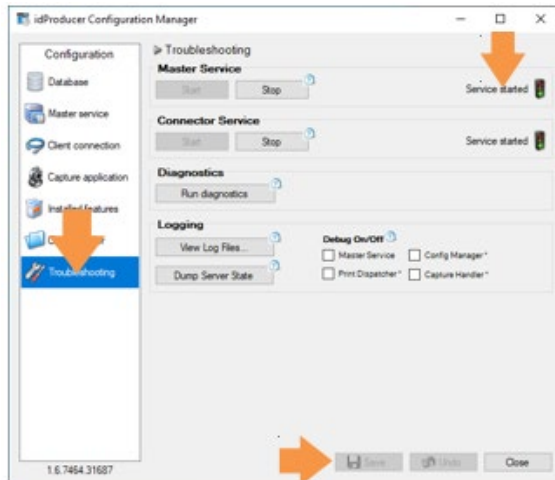 idProducer Configuration Manager
Configuration
Database
Master service
Client connection
Capture application
Installed features
Troubleshooting
1.6.7464.31687
Troubleshooting
Master Service
Start Stop Service started
Connector Service
Start Stop Service started
Diagnostics
Run diagnostics
Logging
View Log Files...
Dump Server State
Debug On/Off
Master Service Config Manager*
Print Dispatcher* Capture Handler*
Save Undo Close